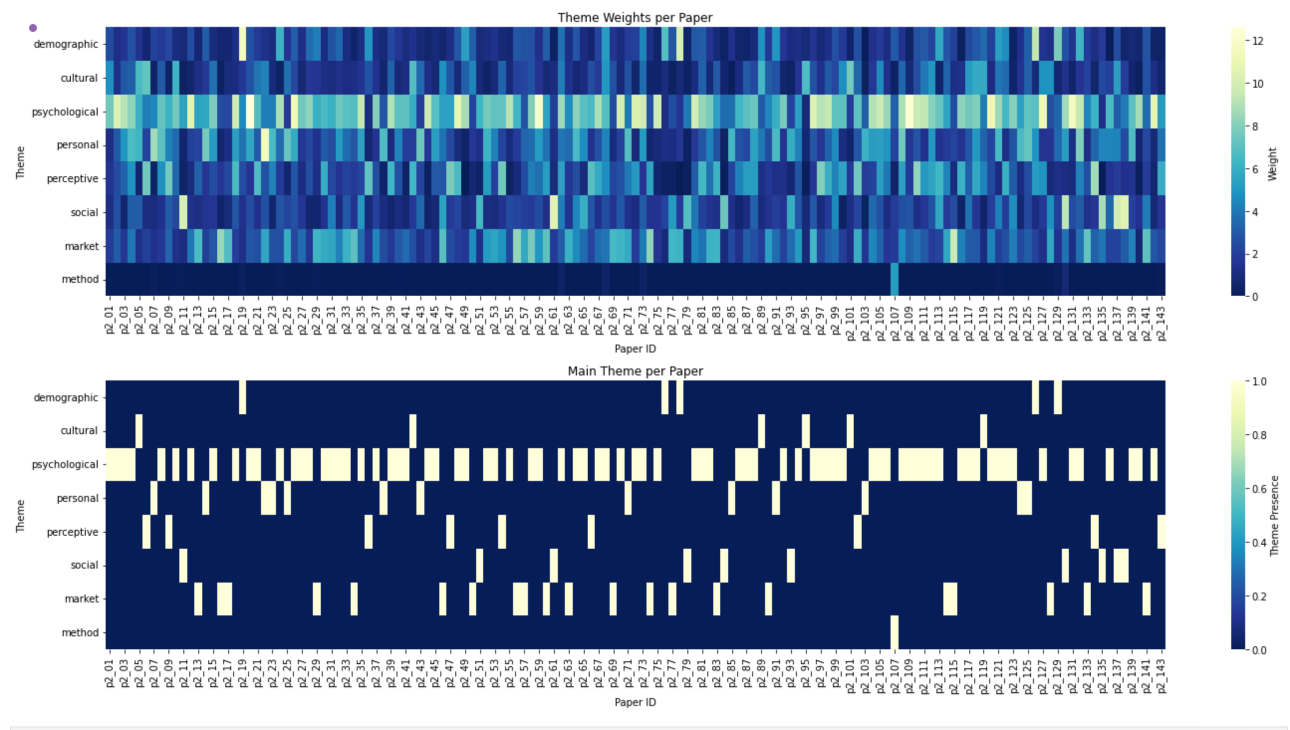 Theme Weights per Paper
demographic
cultural
psychological
personal
perceptive
social
market
method
Theme
p2_01 p2_03 p2_05 p2_07 p2_09 p2_11 p2_13 p2_15 p2_17 p2_19 p2_21 p2_23 p2_25 p2_27 p2_29 p2_31 p2_33 p2_35 p2_37 p2_39 p2_41 p2_43 p2_45 p2_47 p2_49 p2_51 p2_53 p2_55 p2_57 p2_59 p2_61 p2_63 p2_65 p2_67 p2_69 p2_71 p2_73 p2_75 p2_77 p2_79 p2_81 p2_83 p2_85 p2_87 p2_89 p2_91 p2_93 p2_95 p2_97 p2_99 p2_101 p2_103 p2_105 p2_107 p2_109 p2_111 p2_113 p2_115 p2_117 p2_119 p2_121 p2_123 p2_125 p2_127 p2_129 p2_131 p2_133 p2_135 p2_137 p2_139 p2_141 p2_143
Paper ID
12
10
8
6
4
2
0
Weight
Main Theme per Paper
demographic
cultural
psychological
personal
perceptive
social
market
method
Theme
p2_01 p2_03 p2_05 p2_07 p2_09 p2_11 p2_13 p2_15 p2_17 p2_19 p2_21 p2_23 p2_25 p2_27 p2_29 p2_31 p2_33 p2_35 p2_37 p2_39 p2_41 p2_43 p2_45 p2_47 p2_49 p2_51 p2_53 p2_55 p2_57 p2_59 p2_61 p2_63 p2_65 p2_67 p2_69 p2_71 p2_73 p2_75 p2_77 p2_79 p2_81 p2_83 p2_85 p2_87 p2_89 p2_91 p2_93 p2_95 p2_97 p2_99 p2_101 p2_103 p2_105 p2_107 p2_109 p2_111 p2_113 p2_115 p2_117 p2_119 p2_121 p2_123 p2_125 p2_127 p2_129 p2_131 p2_133 p2_135 p2_137 p2_139 p2_141 p2_143
Paper ID
1.0
0.8
0.6
0.4
0.2
0.0
Theme Presence